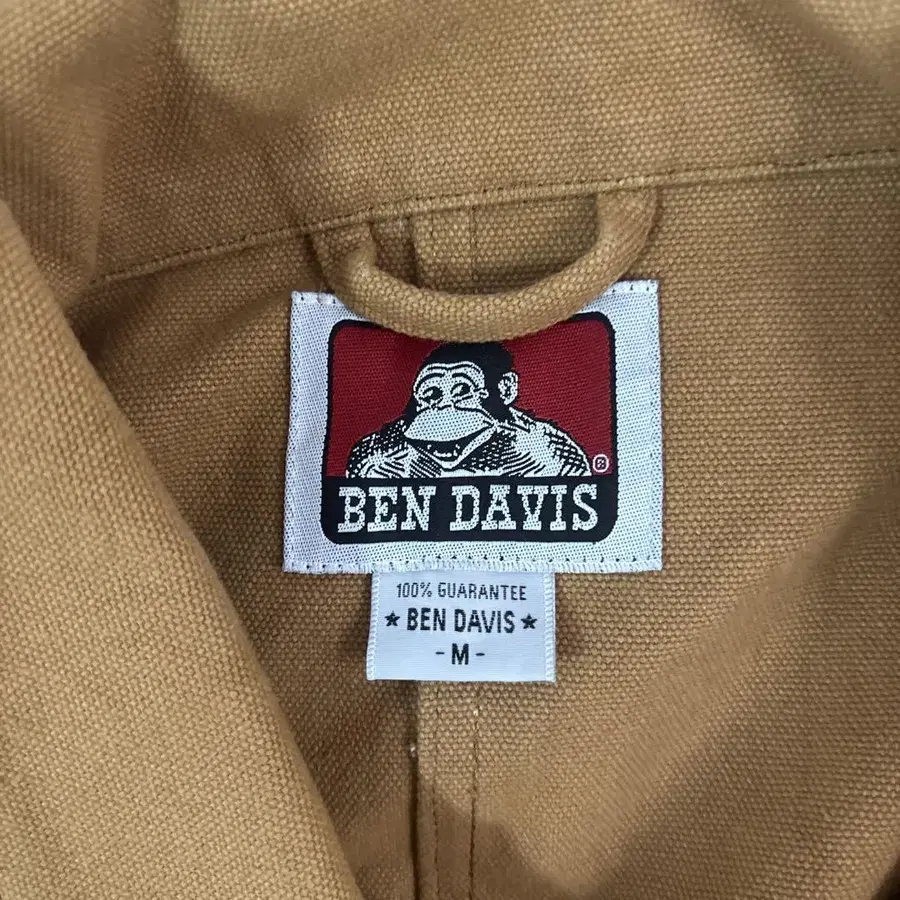 BEN DAVIS
®
100% GUARANTEE
★ BEN DAVIS ★
- M -